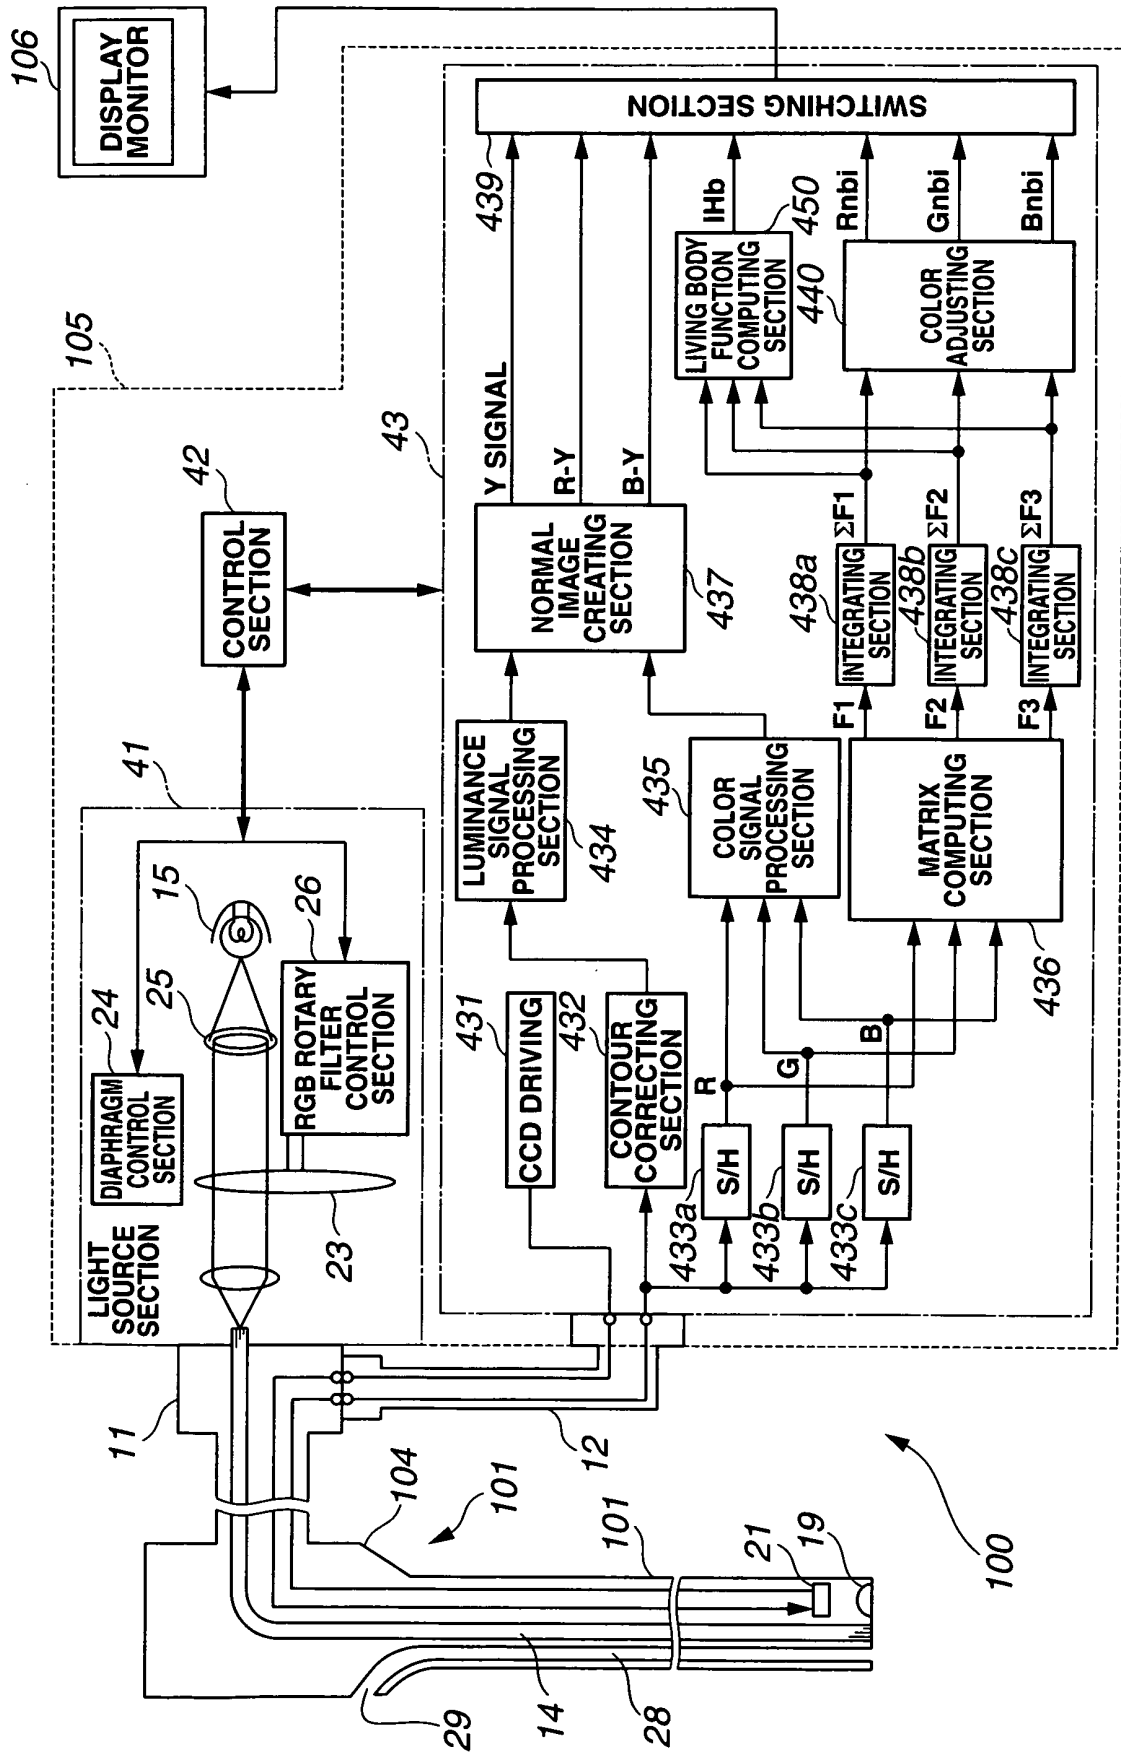 106
DISPLAY
MONITOR
105
42
CONTROL
SECTION
41
15
24
25
26
DIAPHRAGM
CONTROL
SECTION
RGB ROTARY
FILTER
CONTROL
SECTION
LIGHT
SOURCE
SECTION
23
11
104
101
12
101
100
21
19
14
28
29
43
439
SWITCHING SECTION
Y SIGNAL
R-Y
B-Y
IHb
Rnbi
Gnbi
Bnbi
450
LIVING BODY
FUNCTION
COMPUTING
SECTION
440
COLOR
ADJUSTING
SECTION
NORMAL
IMAGE
CREATING
SECTION
437
ΣF1
ΣF2
ΣF3
438a
INTEGRATING
SECTION
438b
INTEGRATING
SECTION
438c
INTEGRATING
SECTION
F1
F2
F3
LUMINANCE
SIGNAL
PROCESSING
SECTION
434
435
COLOR
SIGNAL
PROCESSING
SECTION
MATRIX
COMPUTING
SECTION
436
431
CCD DRIVING
432
CONTOUR
CORRECTING
SECTION
R
G
B
433a
S/H
433b
S/H
433c
S/H